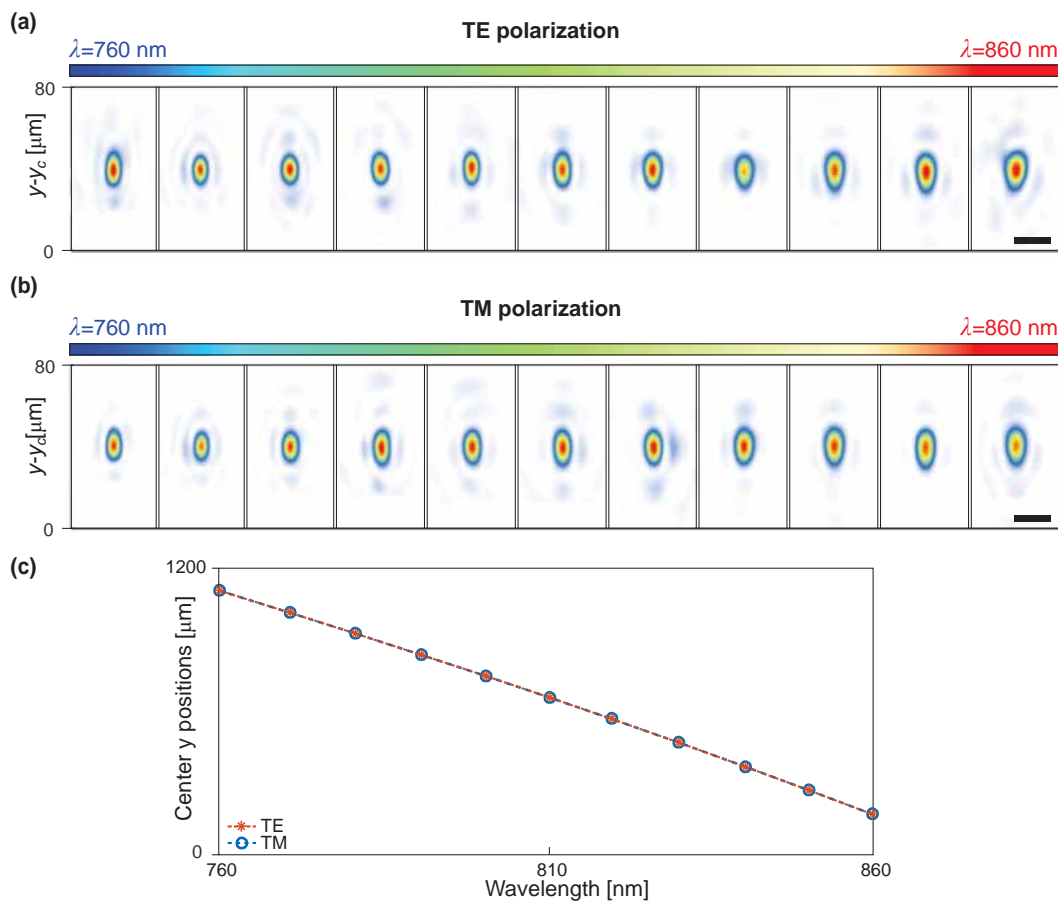 (a)
TE polarization
λ=760 nm
λ=860 nm
80
y-yc [μm]
0
(b)
TM polarization
λ=760 nm
λ=860 nm
80
y-yd[μm]
0
(c)
1200
Center y positions [μm]
TE
TM
0
760
810
860
Wavelength [nm]